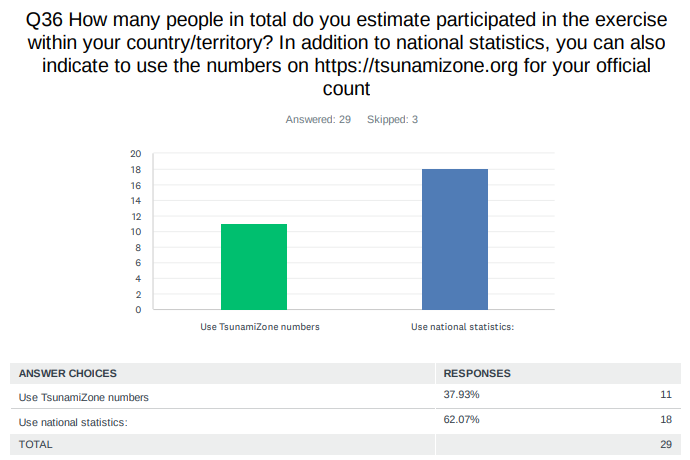 Q36 How many people in total do you estimate participated in the exercise
within your country/territory? In addition to national statistics, you can also
indicate to use the numbers on https://tsunamizone.org for your official
count
Answered: 29 Skipped: 3
20
18
16
14
12
10
8
6
4
2
0
Use TsunamiZone numbers Use national statistics:
ANSWER CHOICES RESPONSES
Use TsunamiZone numbers 37.93% 11
Use national statistics: 62.07% 18
TOTAL 29